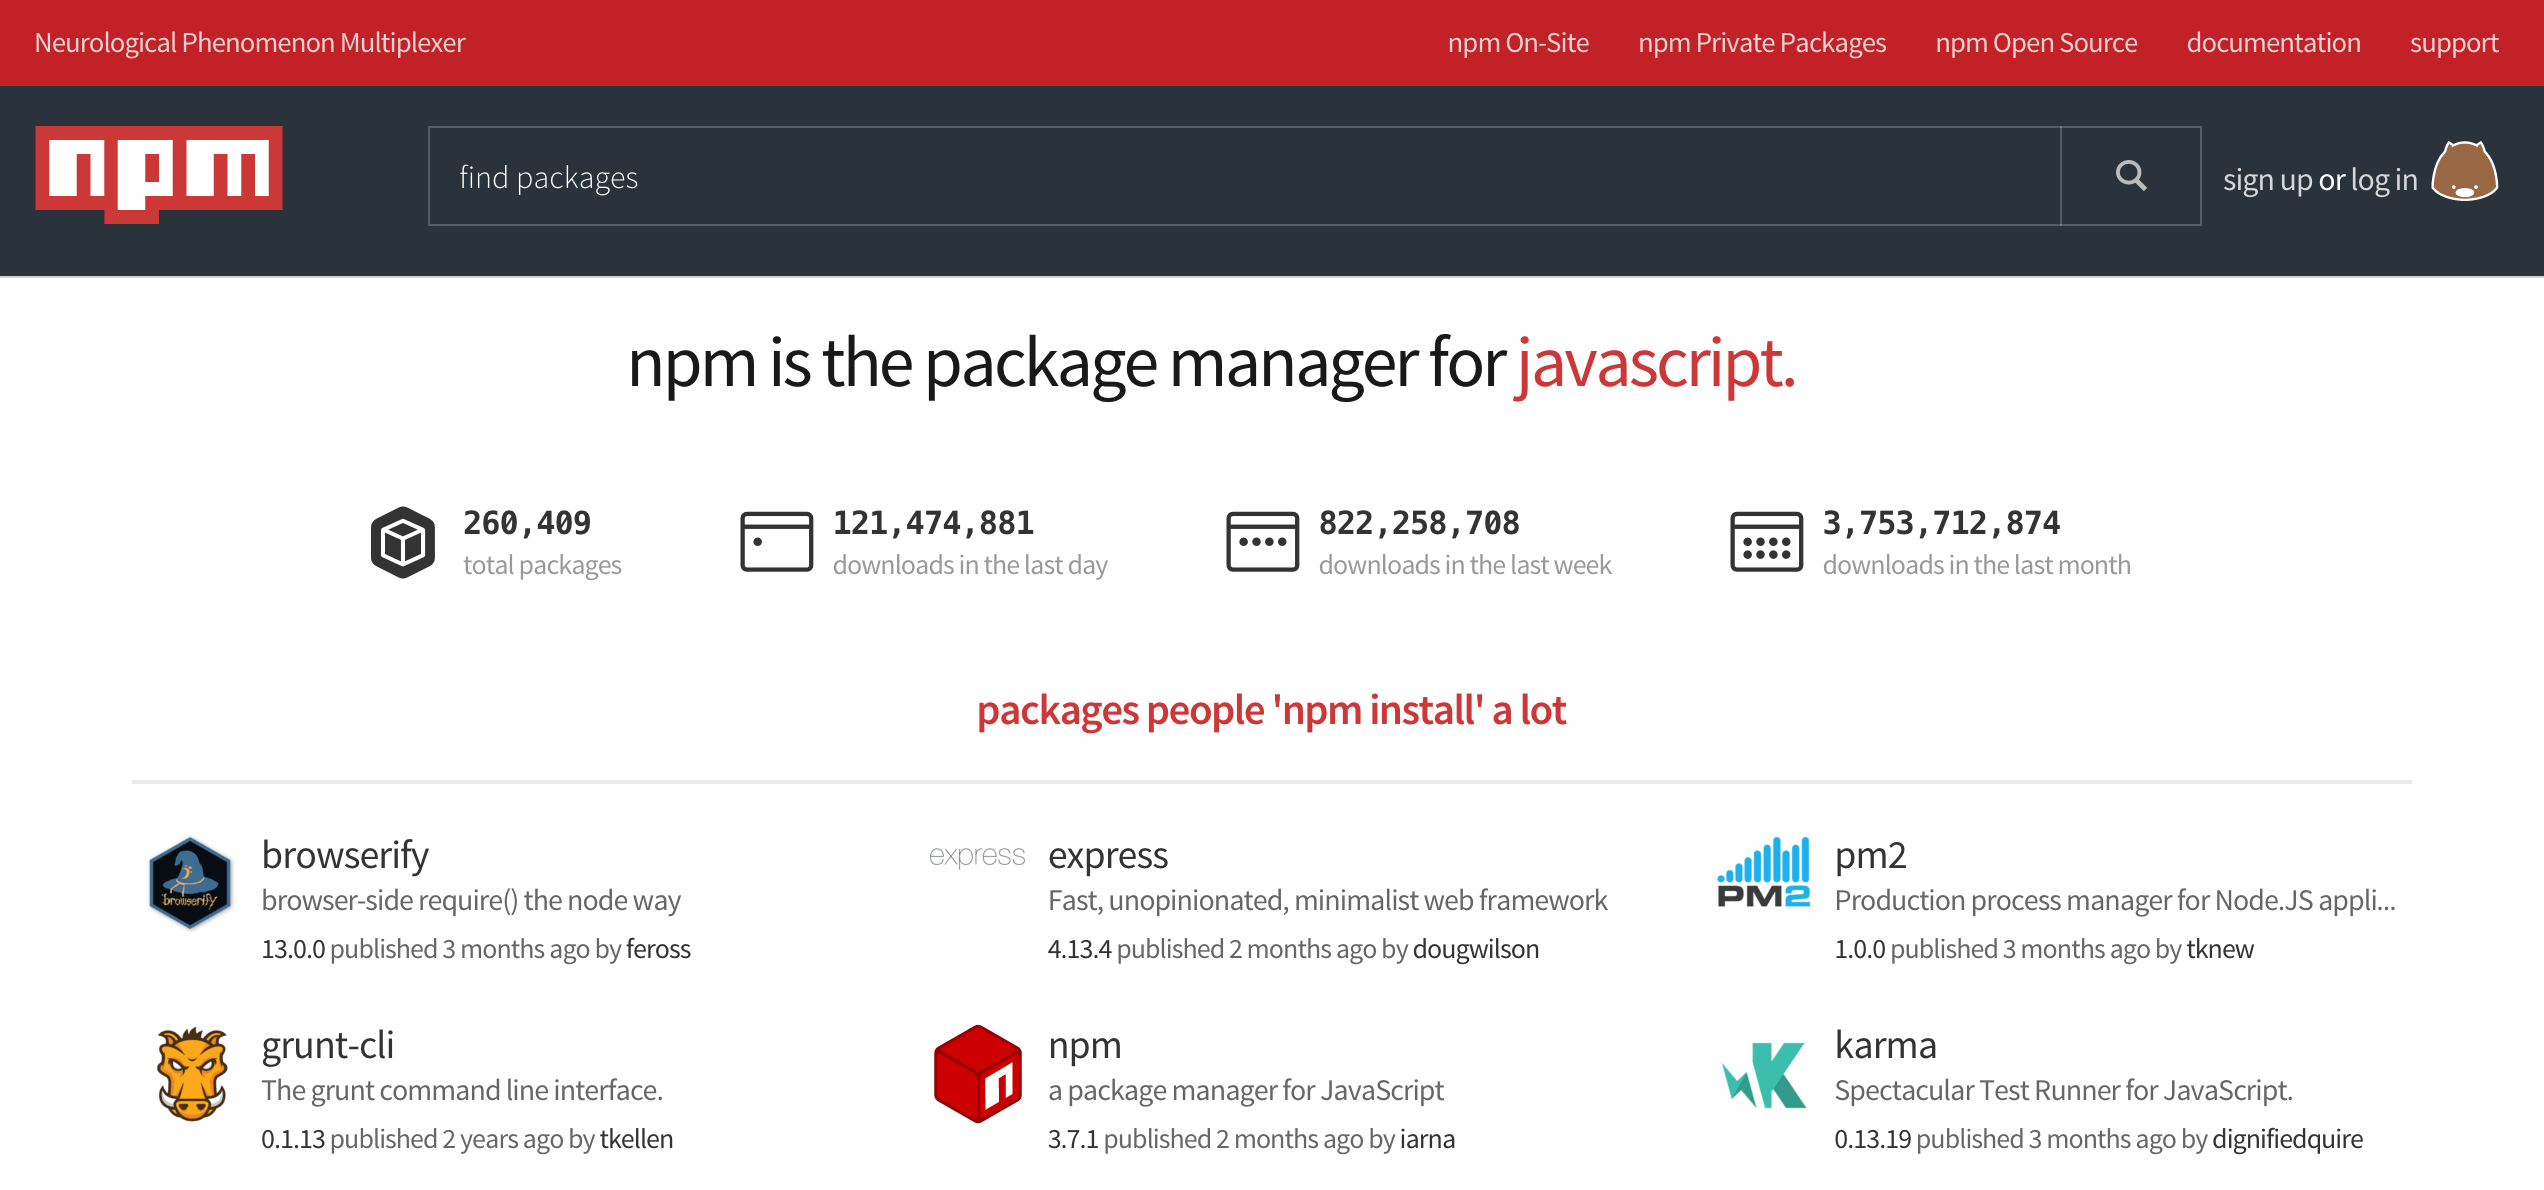 Neurological Phenomenon Multiplexer
npm On-Site npm Private Packages npm Open Source documentation support
npm
find packages
sign up or log in
npm is the package manager for javascript.
260,409
total packages
121,474,881
downloads in the last day
822,258,708
downloads in the last week
3,753,712,874
downloads in the last month
packages people 'npm install' a lot
browserify
browserify
browser-side require() the node way
13.0.0 published 3 months ago by feross
express
express
Fast, unopinionated, minimalist web framework
4.13.4 published 2 months ago by dougwilson
PM2
pm2
Production process manager for Node.JS appli...
1.0.0 published 3 months ago by tknew
grunt-cli
The grunt command line interface.
0.1.13 published 2 years ago by tkellen
n
npm
a package manager for JavaScript
3.7.1 published 2 months ago by iarna
K
karma
Spectacular Test Runner for JavaScript.
0.13.19 published 3 months ago by dignifiedquire